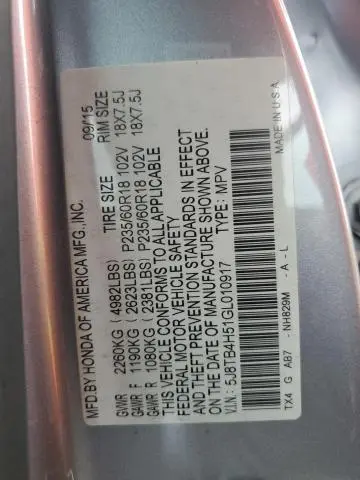 MFD.BY HONDA OF AMERICA MFG.,INC. 09/15
TIRE SIZE RIM SIZE
GVWR 2260KG (4982LBS)
GAWR F 1190KG (2623LBS) P235/60R18 102V 18X7.5J
GAWR R 1080KG (2381LBS) P235/60R18 102V 18X7.5J
THIS VEHICLE CONFORMS TO ALL APPLICABLE
FEDERAL MOTOR VEHICLE SAFETY
AND THEFT PREVENTION STANDARDS IN EFFECT
ON THE DATE OF MANUFACTURE SHOWN ABOVE.
V.I.N.: 5J8TB4H51GL010917 TYPE: MPV
TX4 G AB7 - NH829M - A - L MADE IN U.S.A